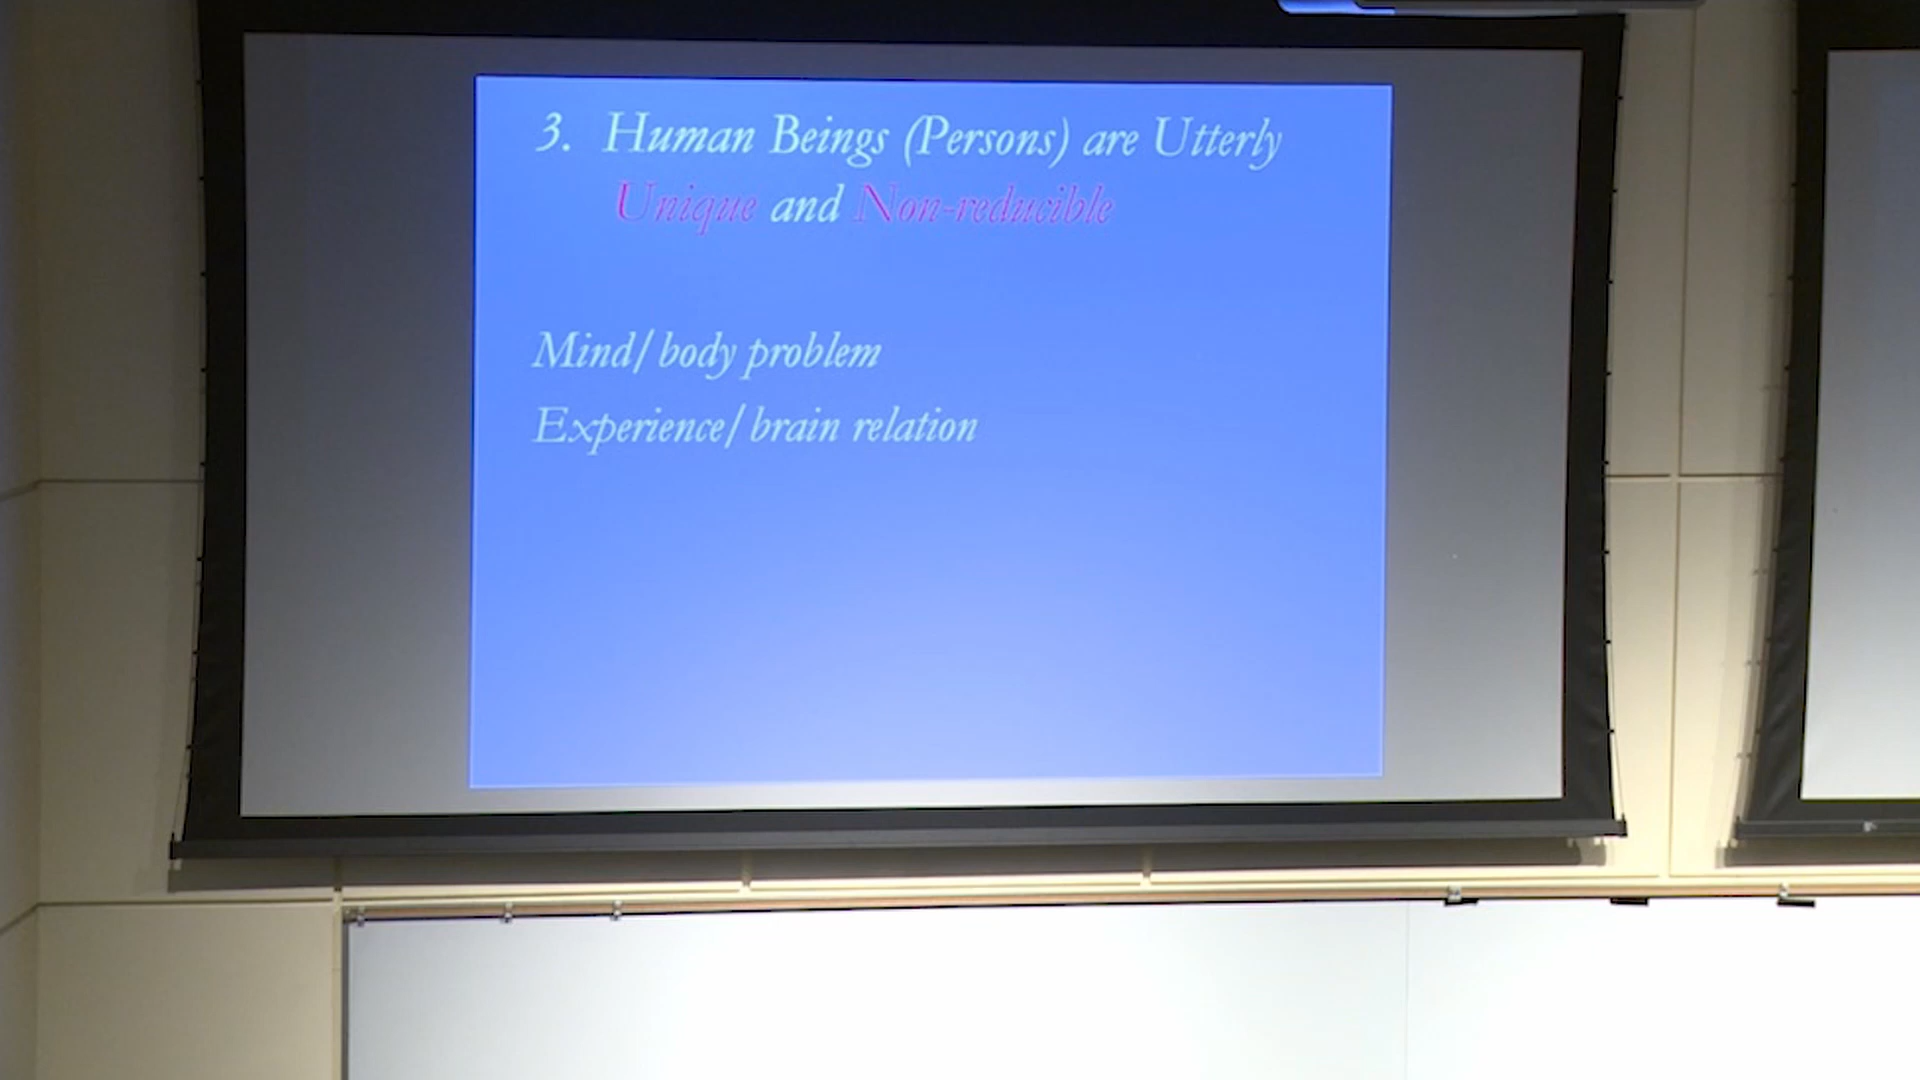 3. Human Beings (Persons) are Utterly
Unique and Non-reducible
Mind/body problem
Experience/brain relation